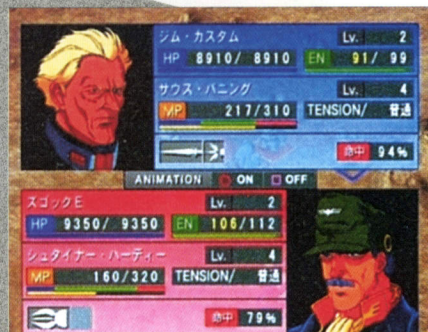 ジム・カスタム Lv. 2
HP 8910/ 8910 EN 91/ 99
サウス・バニング Lv. 4
MP 217/310 TENSION/ 普通
命中 94%
ANIMATION ON OFF
ズゴックE Lv. 2
HP 9350/ 9350 EN 106/112
シュタイナー・ハーディー Lv. 4
MP 160/320 TENSION/ 普通
命中 79%